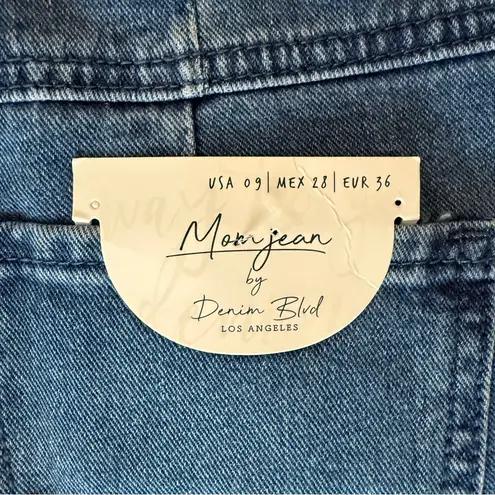 USA 09 | MEX 28 | EUR 36
Mom jean
by
Denim Blvd
LOS ANGELES